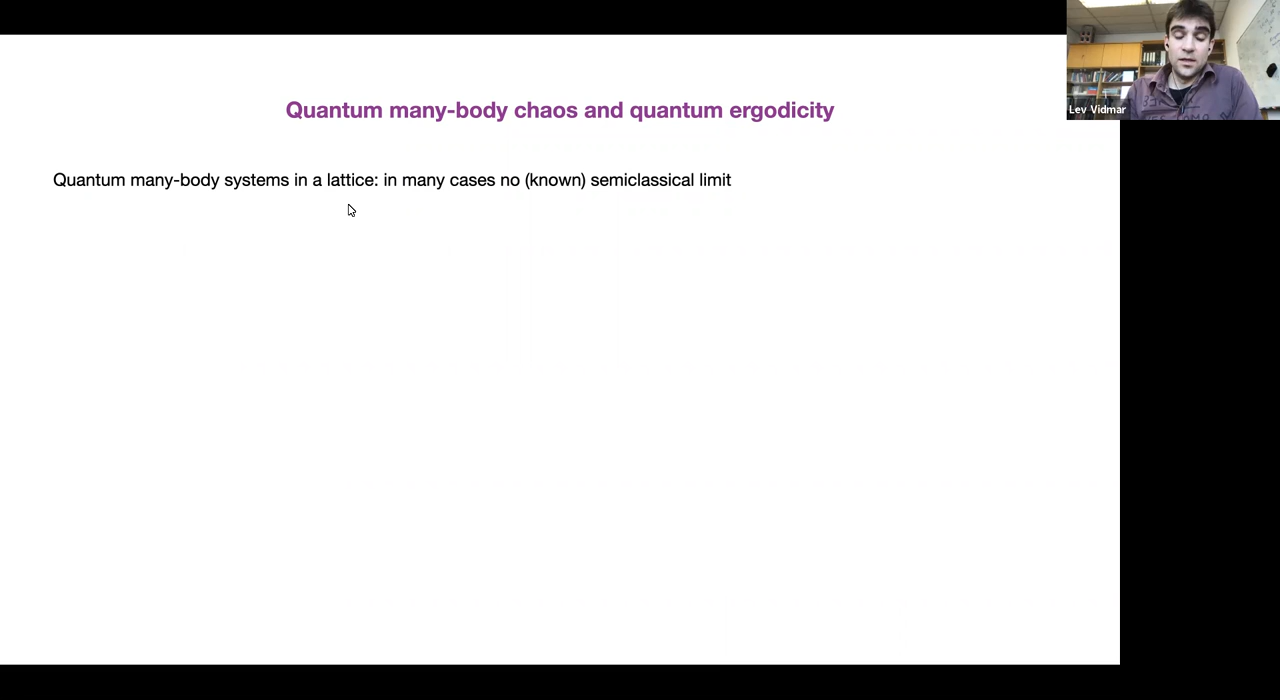 Quantum many-body chaos and quantum ergodicity
Quantum many-body systems in a lattice: in many cases no (known) semiclassical limit
Lev Vidmar